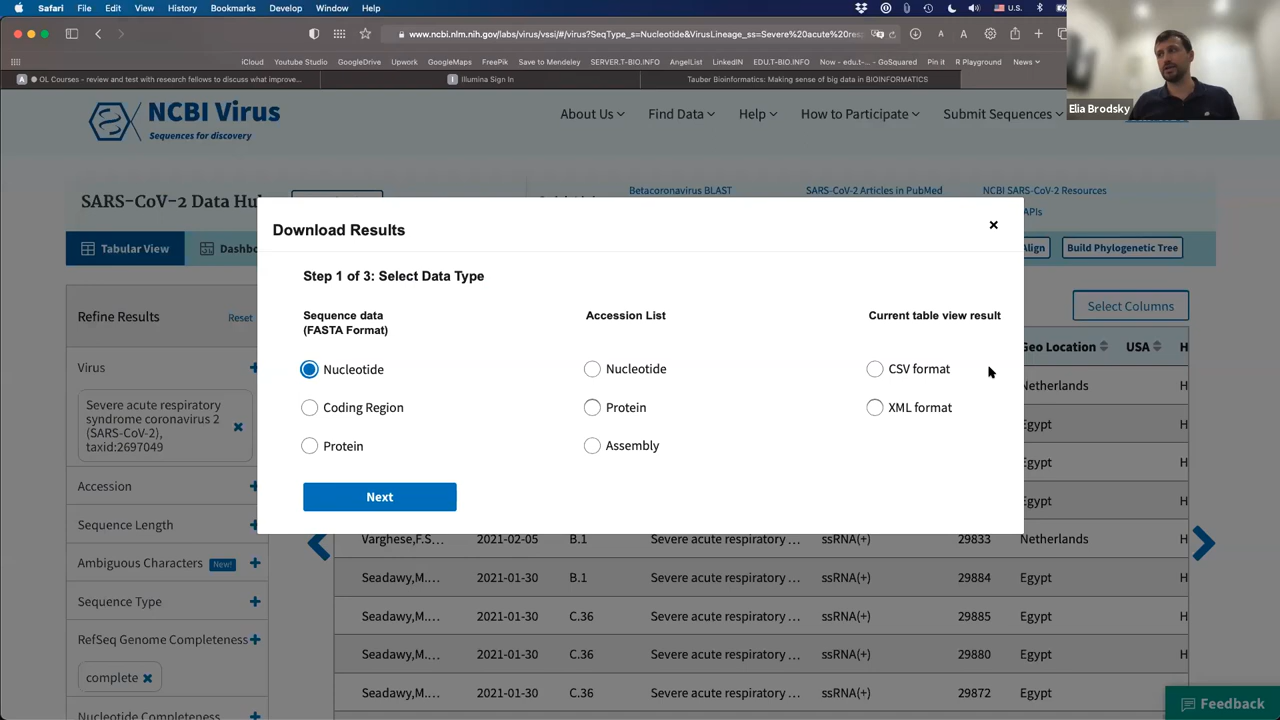 Safari File Edit View History Bookmarks Develop Window Help U.S.
www.ncbi.nlm.nih.gov/labs/virus/vssi/#/virus?SeqType_s=Nucleotide&VirusLineage_ss=Severe%20acute%20res...
iCloud Youtube Studio GoogleDrive Upwork GoogleMaps FreePik Save to Mendeley SERVER.T-BIO.INFO AngelList LinkedIN EDU.T-BIO.INFO Now - edu.t-... - GoSquared Pin it R Playground News
A OL Courses - review and test with research fellows to discuss what improve... I Illumina Sign In Tauber Bioinformatics: Making sense of big data in BIOINFORMATICS
Elia Brodsky
NCBI Virus
Sequences for discovery
About Us Find Data Help How to Participate Submit Sequences
SARS-CoV-2 Data Hu
Betacoronavirus BLAST SARS-CoV-2 Articles in PubMed NCBI SARS-CoV-2 Resources
APIs
Tabular View Dashbo Align Build Phylogenetic Tree
Download Results
Step 1 of 3: Select Data Type
Sequence data
(FASTA Format)
Accession List
Current table view result
Nucleotide Nucleotide CSV format
Coding Region Protein XML format
Protein Assembly
Next
Refine Results Reset
Select Columns
Virus
Severe acute respiratory
syndrome coronavirus 2
(SARS-CoV-2),
taxid:2697049
Accession
Sequence Length
Ambiguous Characters New!
Sequence Type
RefSeq Genome Completeness
complete
Nucleotide Completeness
Geo Location USA H
Netherlands H
Egypt H
Egypt H
Egypt H
Varghese,F.S... 2021-02-05 B.1 Severe acute respiratory ... ssRNA(+) 29833 Netherlands H
Seadawy,M.... 2021-01-30 B.1 Severe acute respiratory ... ssRNA(+) 29884 Egypt H
Seadawy,M.... 2021-01-30 C.36 Severe acute respiratory ... ssRNA(+) 29885 Egypt H
Seadawy,M.... 2021-01-30 C.36 Severe acute respiratory ... ssRNA(+) 29880 Egypt H
Seadawy,M.... 2021-01-30 C.36 Severe acute respiratory ... ssRNA(+) 29872 Egypt H
Feedback